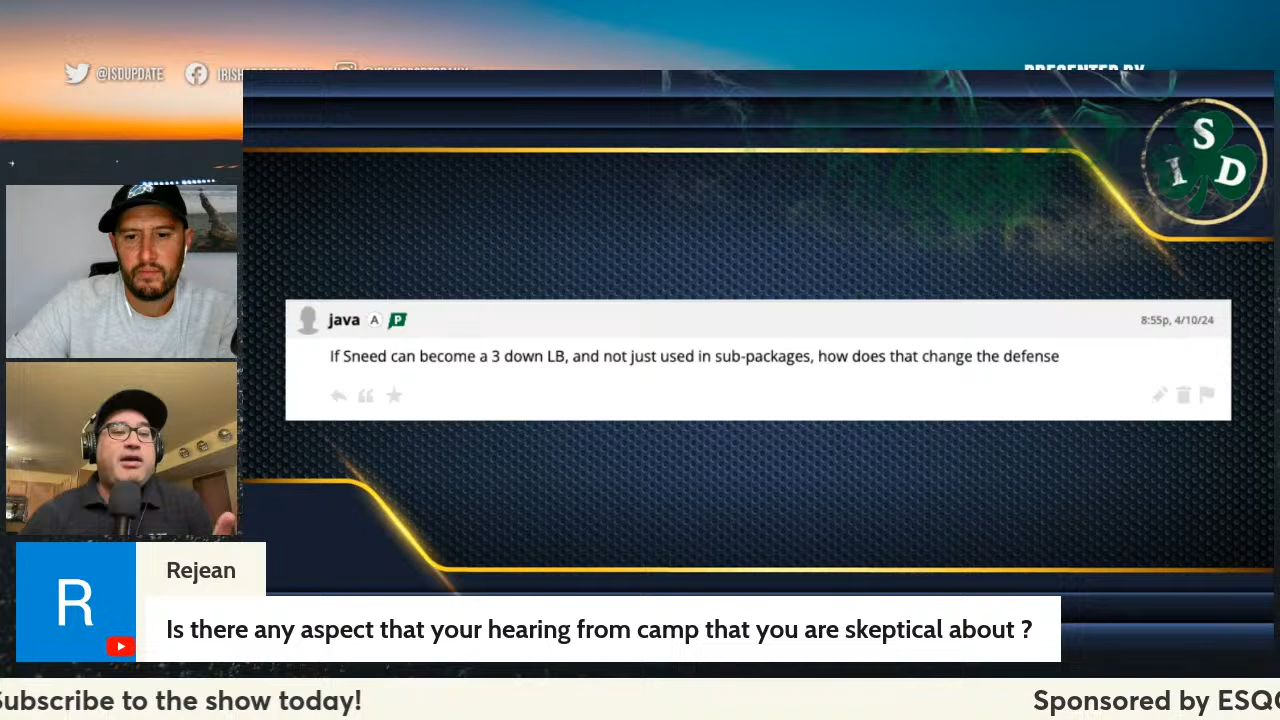 @ISDUPDATE
PRESENTED BY
I S D
java A P
8:55p, 4/10/24
If Sneed can become a 3 down LB, and not just used in sub-packages, how does that change the defense
R
Rejean
Is there any aspect that your hearing from camp that you are skeptical about ?
Subscribe to the show today!
Sponsored by